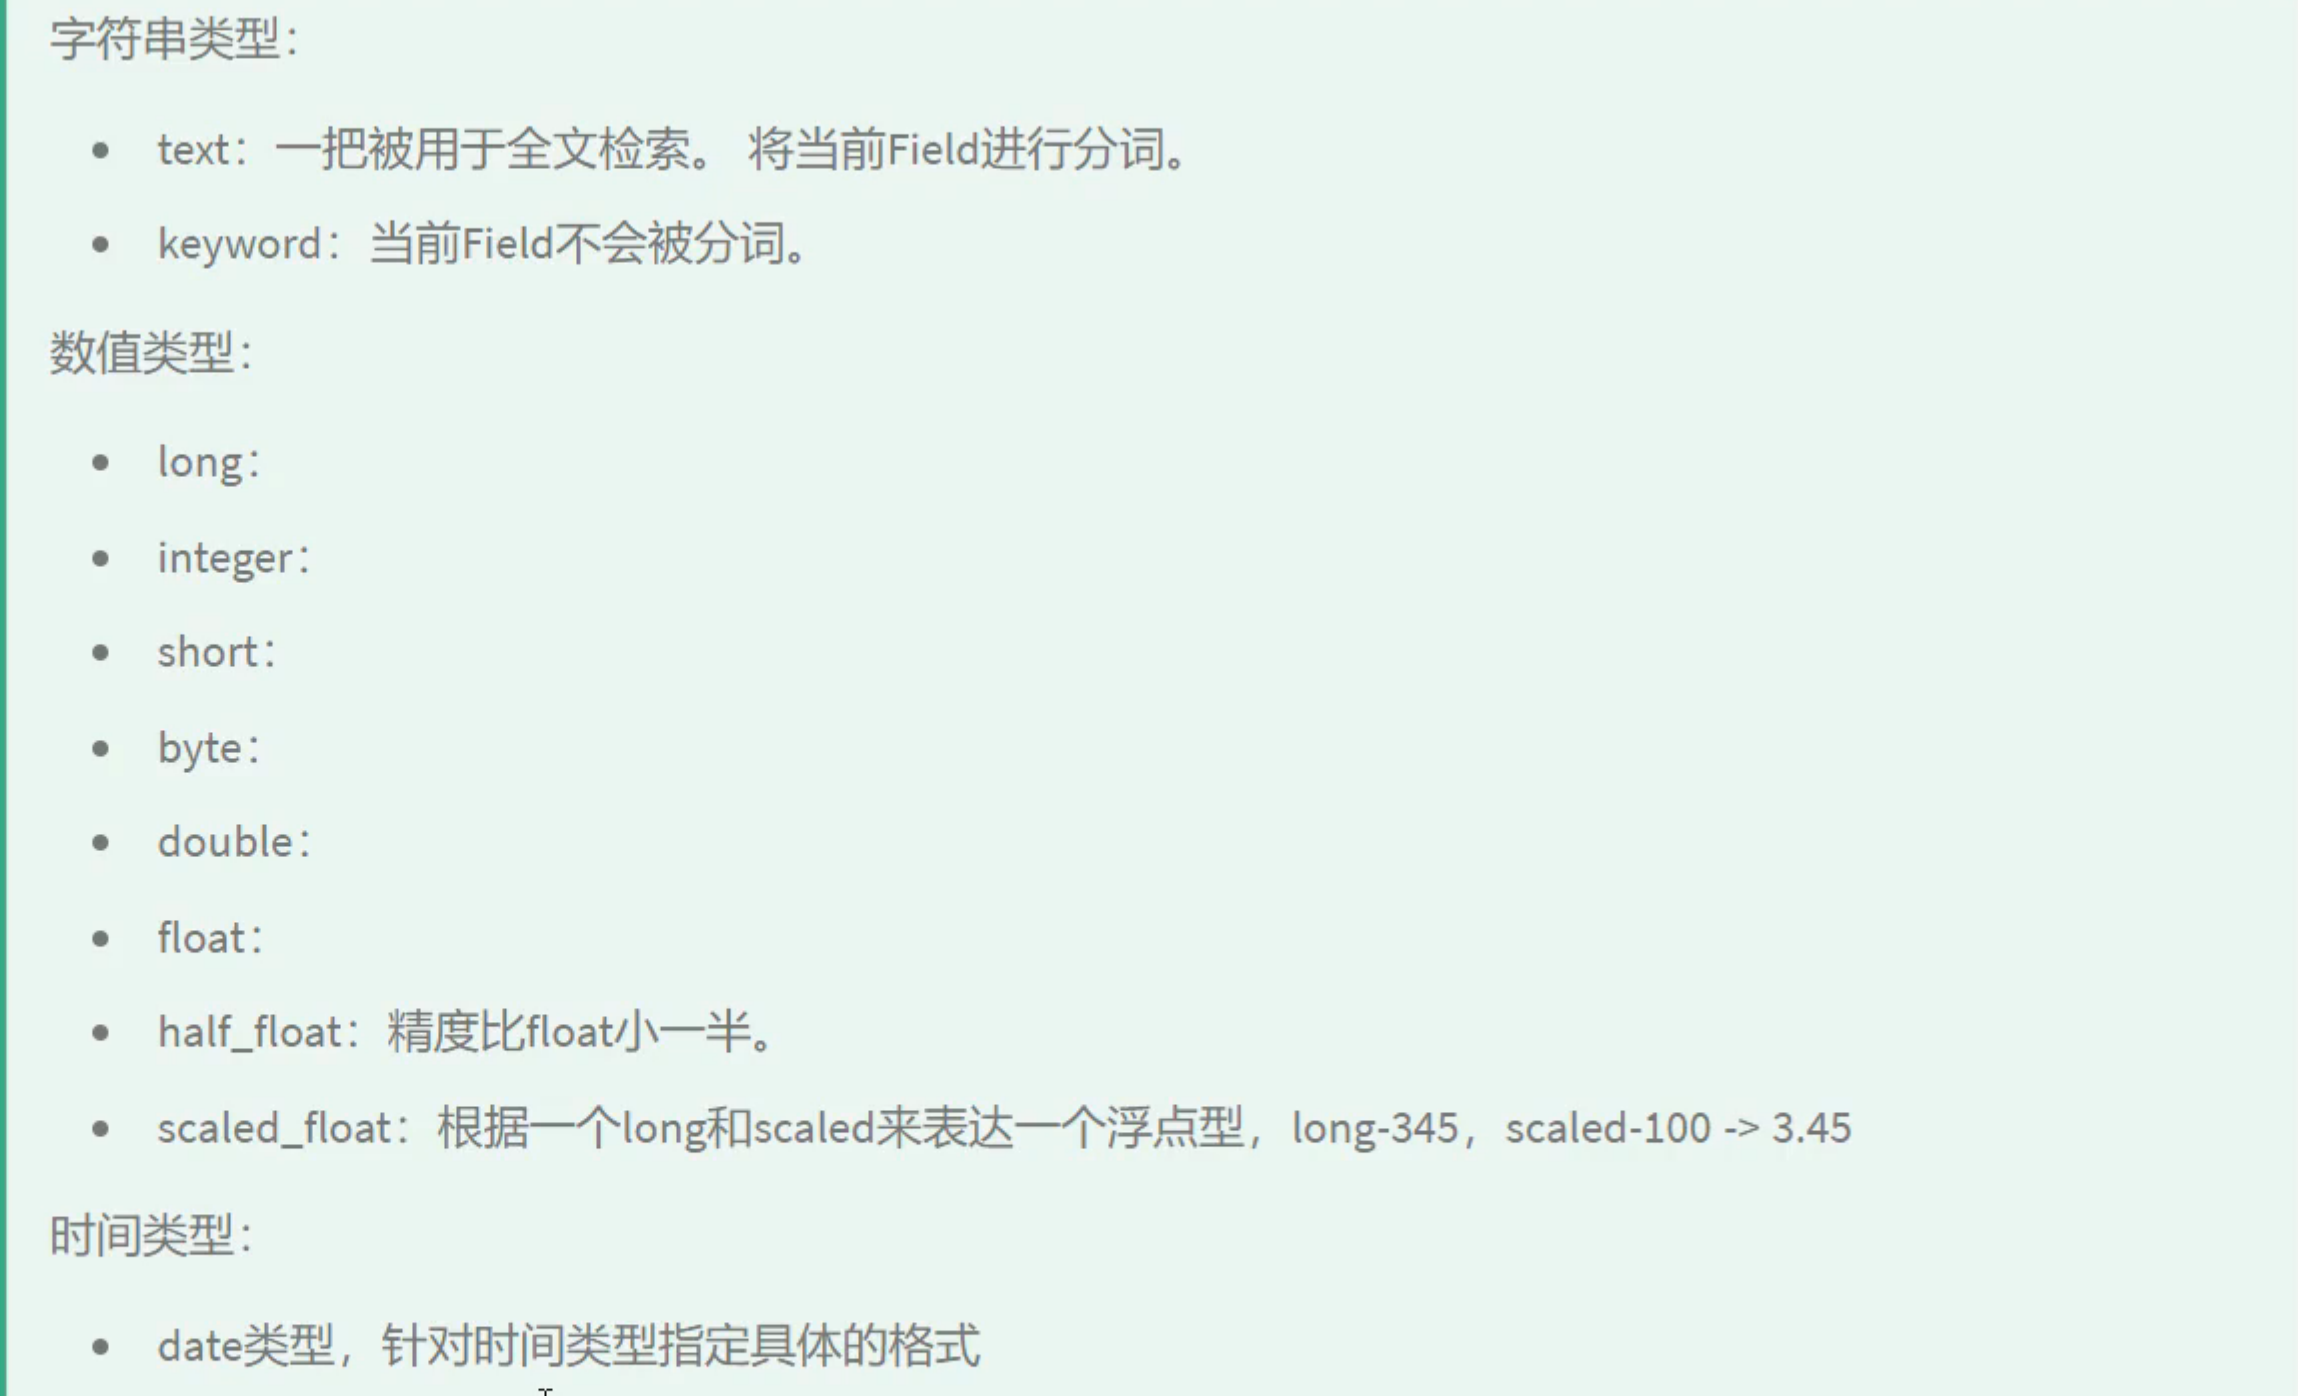 字符串类型：
text：一把被用于全文检索。 将当前Field进行分词。
keyword：当前Field不会被分词。
数值类型：
long：
integer：
short：
byte：
double：
float：
half_float：精度比float小一半。
scaled_float：根据一个long和scaled来表达一个浮点型，long-345，scaled-100 -> 3.45
时间类型：
date类型，针对时间类型指定具体的格式